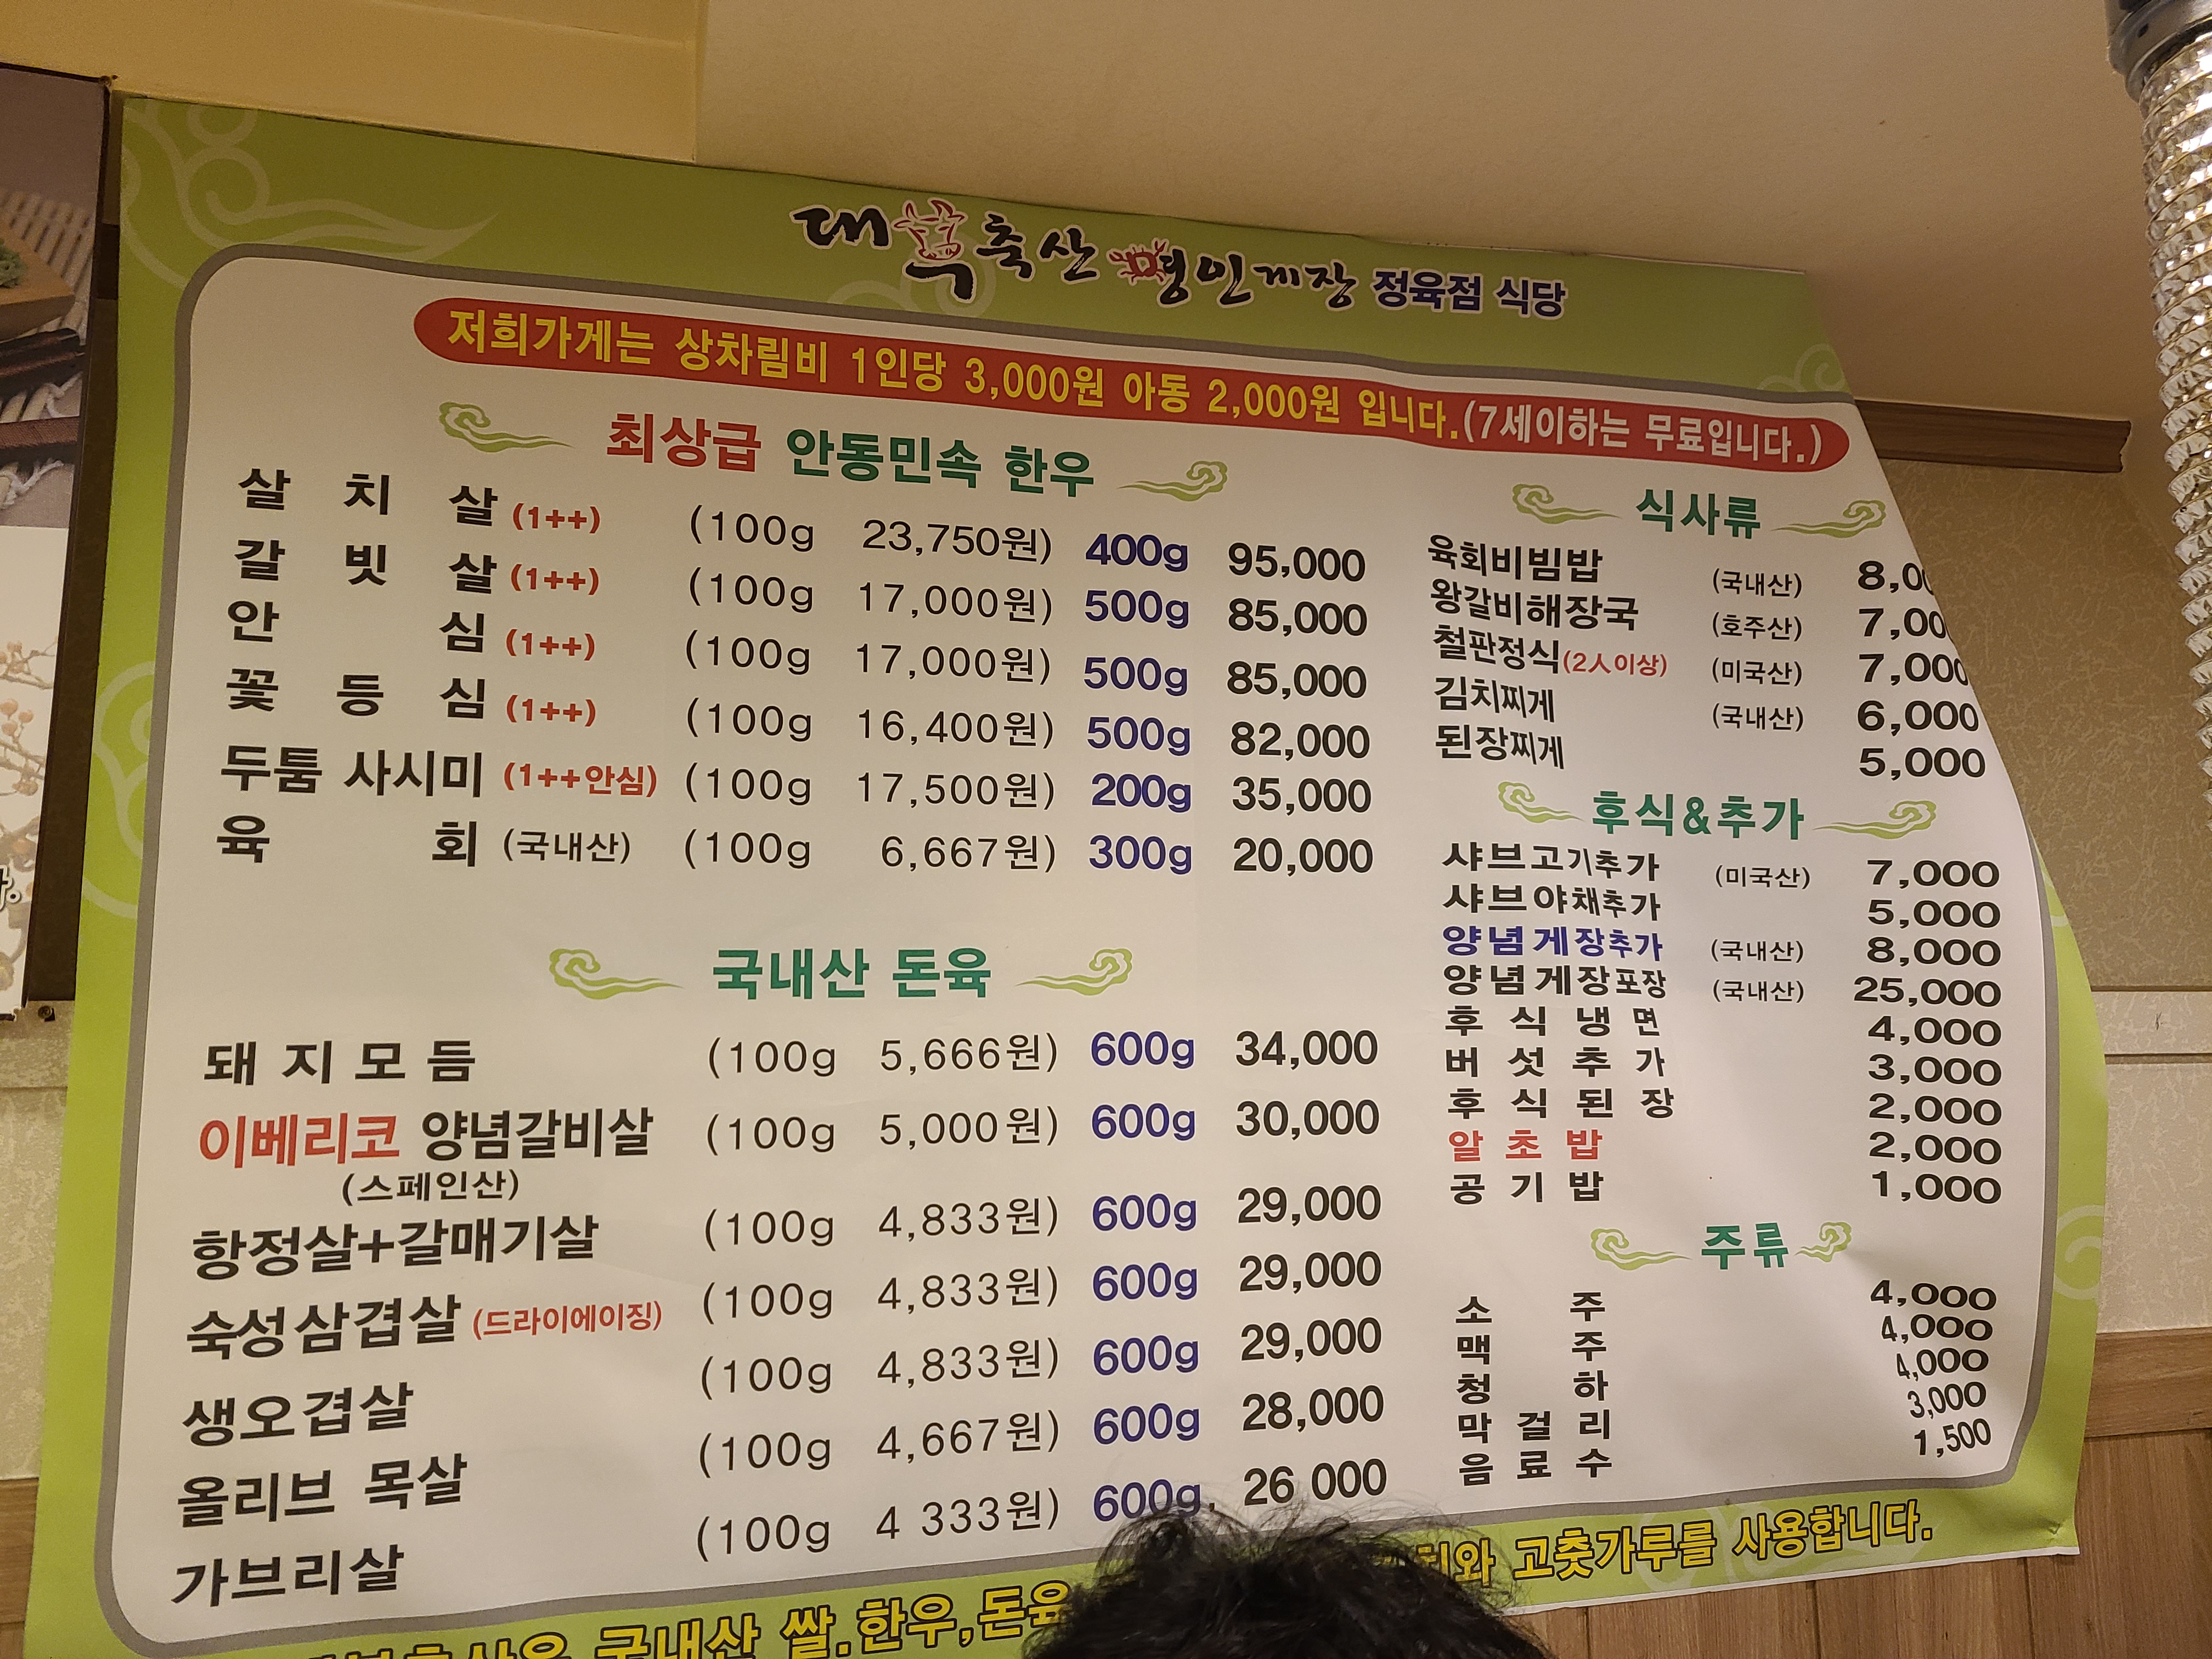 대복축산 명인게장 정육점 식당
저희가게는 상차림비 1인당 3,000원 아동 2,000원 입니다.(7세이하는 무료입니다.)
최상급 안동민속 한우
살치살 (1++) (100g 23,750원) 400g 95,000
갈빗살 (1++) (100g 17,000원) 500g 85,000
안심 (1++) (100g 17,000원) 500g 85,000
꽃등심 (1++) (100g 16,400원) 500g 82,000
두툼 사시미 (1++안심) (100g 17,500원) 200g 35,000
육회 (국내산) (100g 6,667원) 300g 20,000
국내산 돈육
돼지모듬 (100g 5,666원) 600g 34,000
이베리코 양념갈비살 (100g 5,000원) 600g 30,000
(스페인산)
항정살+갈매기살 (100g 4,833원) 600g 29,000
숙성삼겹살 (드라이에이징) (100g 4,833원) 600g 29,000
생오겹살 (100g 4,833원) 600g 29,000
올리브 목살 (100g 4,667원) 600g 28,000
가브리살 (100g 4 333원) 600g. 26 000
식사류
육회비빔밥 (국내산) 8,0
왕갈비해장국 (호주산) 7,00
철판정식(2人이상) (미국산) 7,000
김치찌게 (국내산) 6,000
된장찌게 5,000
후식&추가
샤브고기추가 (미국산) 7,000
샤브야채추가 5,000
양념게장추가 (국내산) 8,000
양념게장포장 (국내산) 25,000
후식냉면 4,000
버섯추가 3,000
후식된장 2,000
알초밥 2,000
공기밥 1,000
주류
소주 4,000
맥주 4,000
청하 4,000
막걸리 3,000
음료수 1,500
국내산 쌀.한우,돈육 고춧가루를 사용합니다.